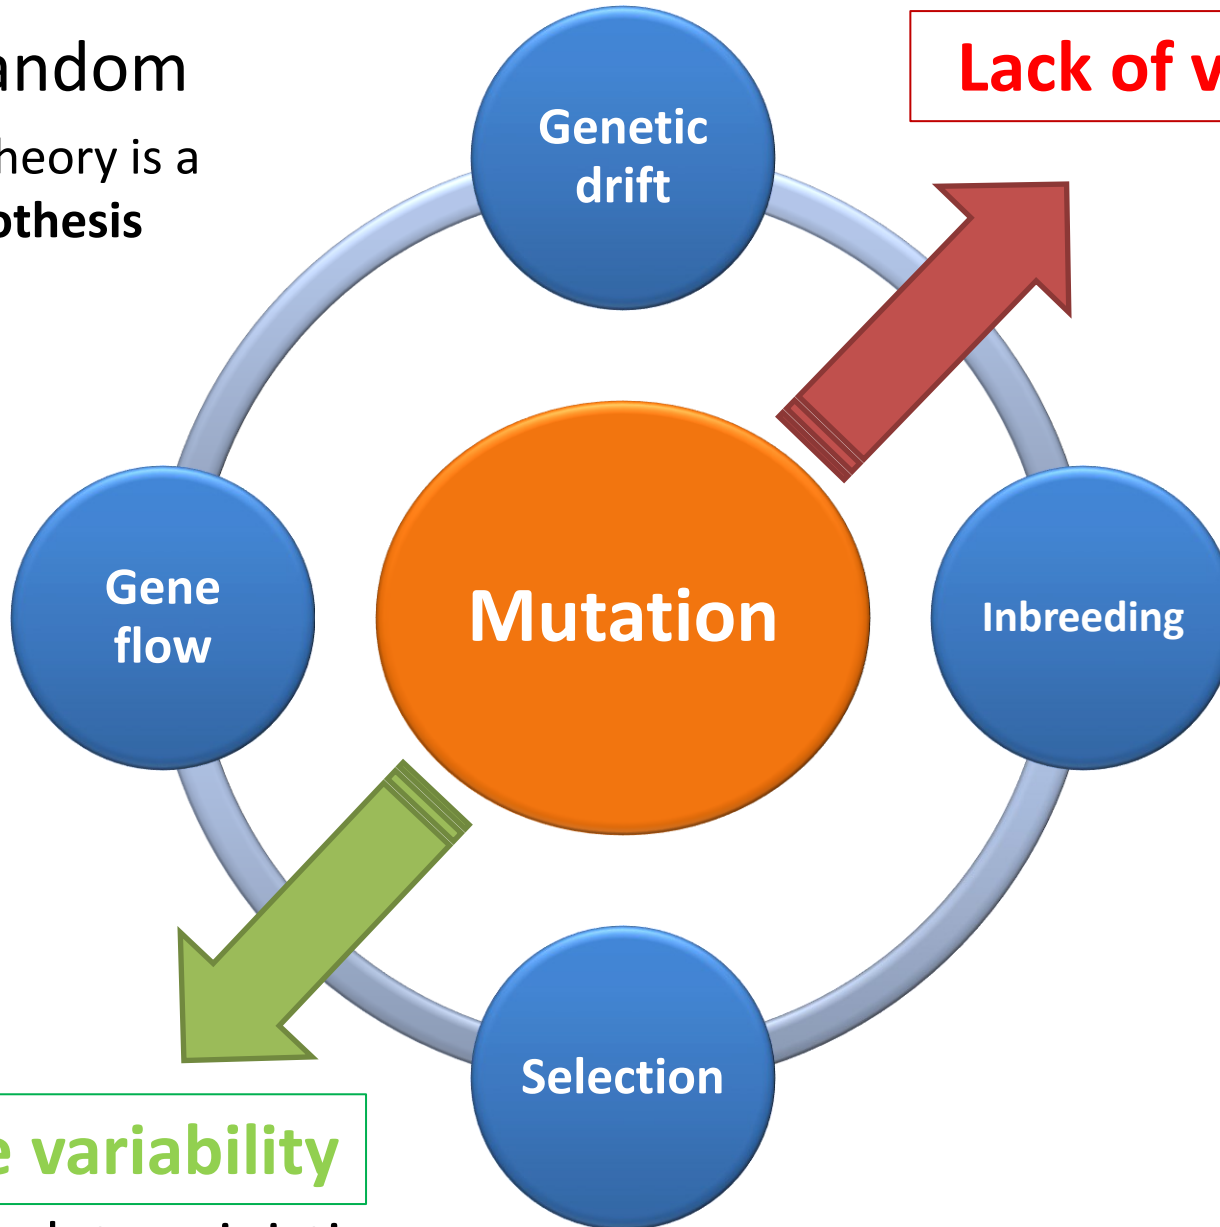 andom
heory is a
othesis
Lack of v
Genetic
drift
Gene
flow
Mutation
Inbreeding
Selection
e variability